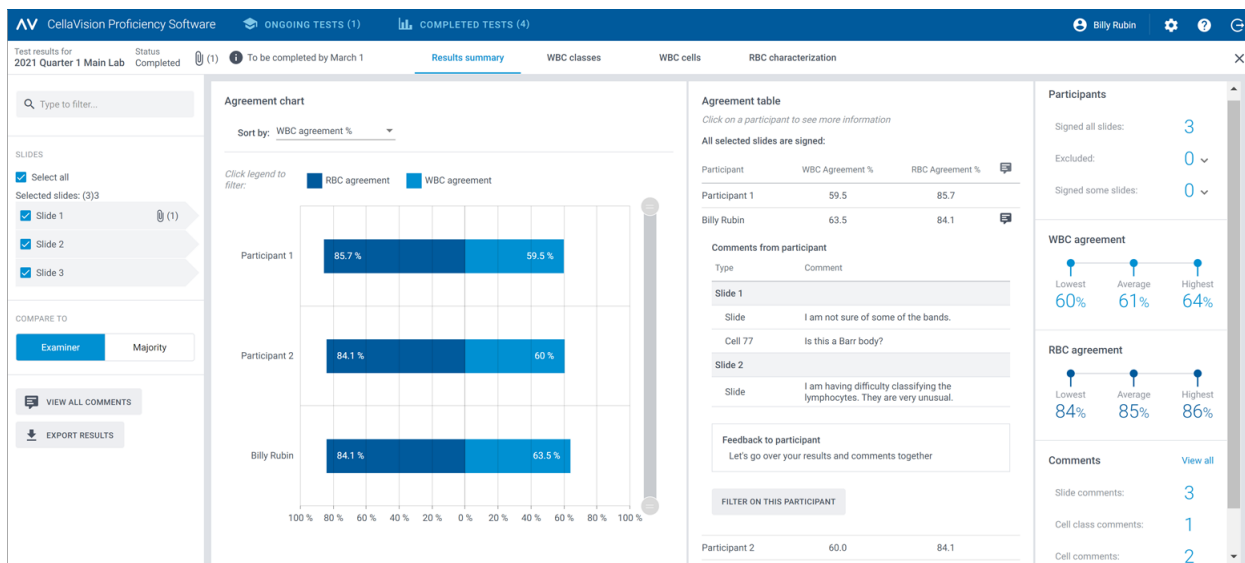 CellaVision Proficiency Software
ONGOING TESTS (1)
COMPLETED TESTS (4)
Billy Rubin
Test results for
2021 Quarter 1 Main Lab
Status
Completed
(1)
To be completed by March 1
Results summary
WBC classes
WBC cells
RBC characterization
Type to filter...
SLIDES
Select all
Selected slides: (3)3
Slide 1
(1)
Slide 2
Slide 3
COMPARE TO
Examiner
Majority
VIEW ALL COMMENTS
EXPORT RESULTS
Agreement chart
Sort by: WBC agreement %
Click legend to
filter:
RBC agreement
WBC agreement
Participant 1
85.7 %
59.5 %
Participant 2
84.1 %
60 %
Billy Rubin
84.1 %
63.5 %
100 % 80 % 60 % 40 % 20 % 0 % 20 % 40 % 60 % 80 % 100 %
Agreement table
Click on a participant to see more information
All selected slides are signed:
Participant WBC Agreement % RBC Agreement %
Participant 1 59.5 85.7
Billy Rubin 63.5 84.1
Comments from participant
Type Comment
Slide 1
Slide I am not sure of some of the bands.
Cell 77 Is this a Barr body?
Slide 2
Slide I am having difficulty classifying the
lymphocytes. They are very unusual.
Feedback to participant
Let's go over your results and comments together
FILTER ON THIS PARTICIPANT
Participant 2 60.0 84.1
Participants
Signed all slides: 3
Excluded: 0
Signed some slides: 0
WBC agreement
Lowest Average Highest
60% 61% 64%
RBC agreement
Lowest Average Highest
84% 85% 86%
Comments View all
Slide comments: 3
Cell class comments: 1
Cell comments: 2